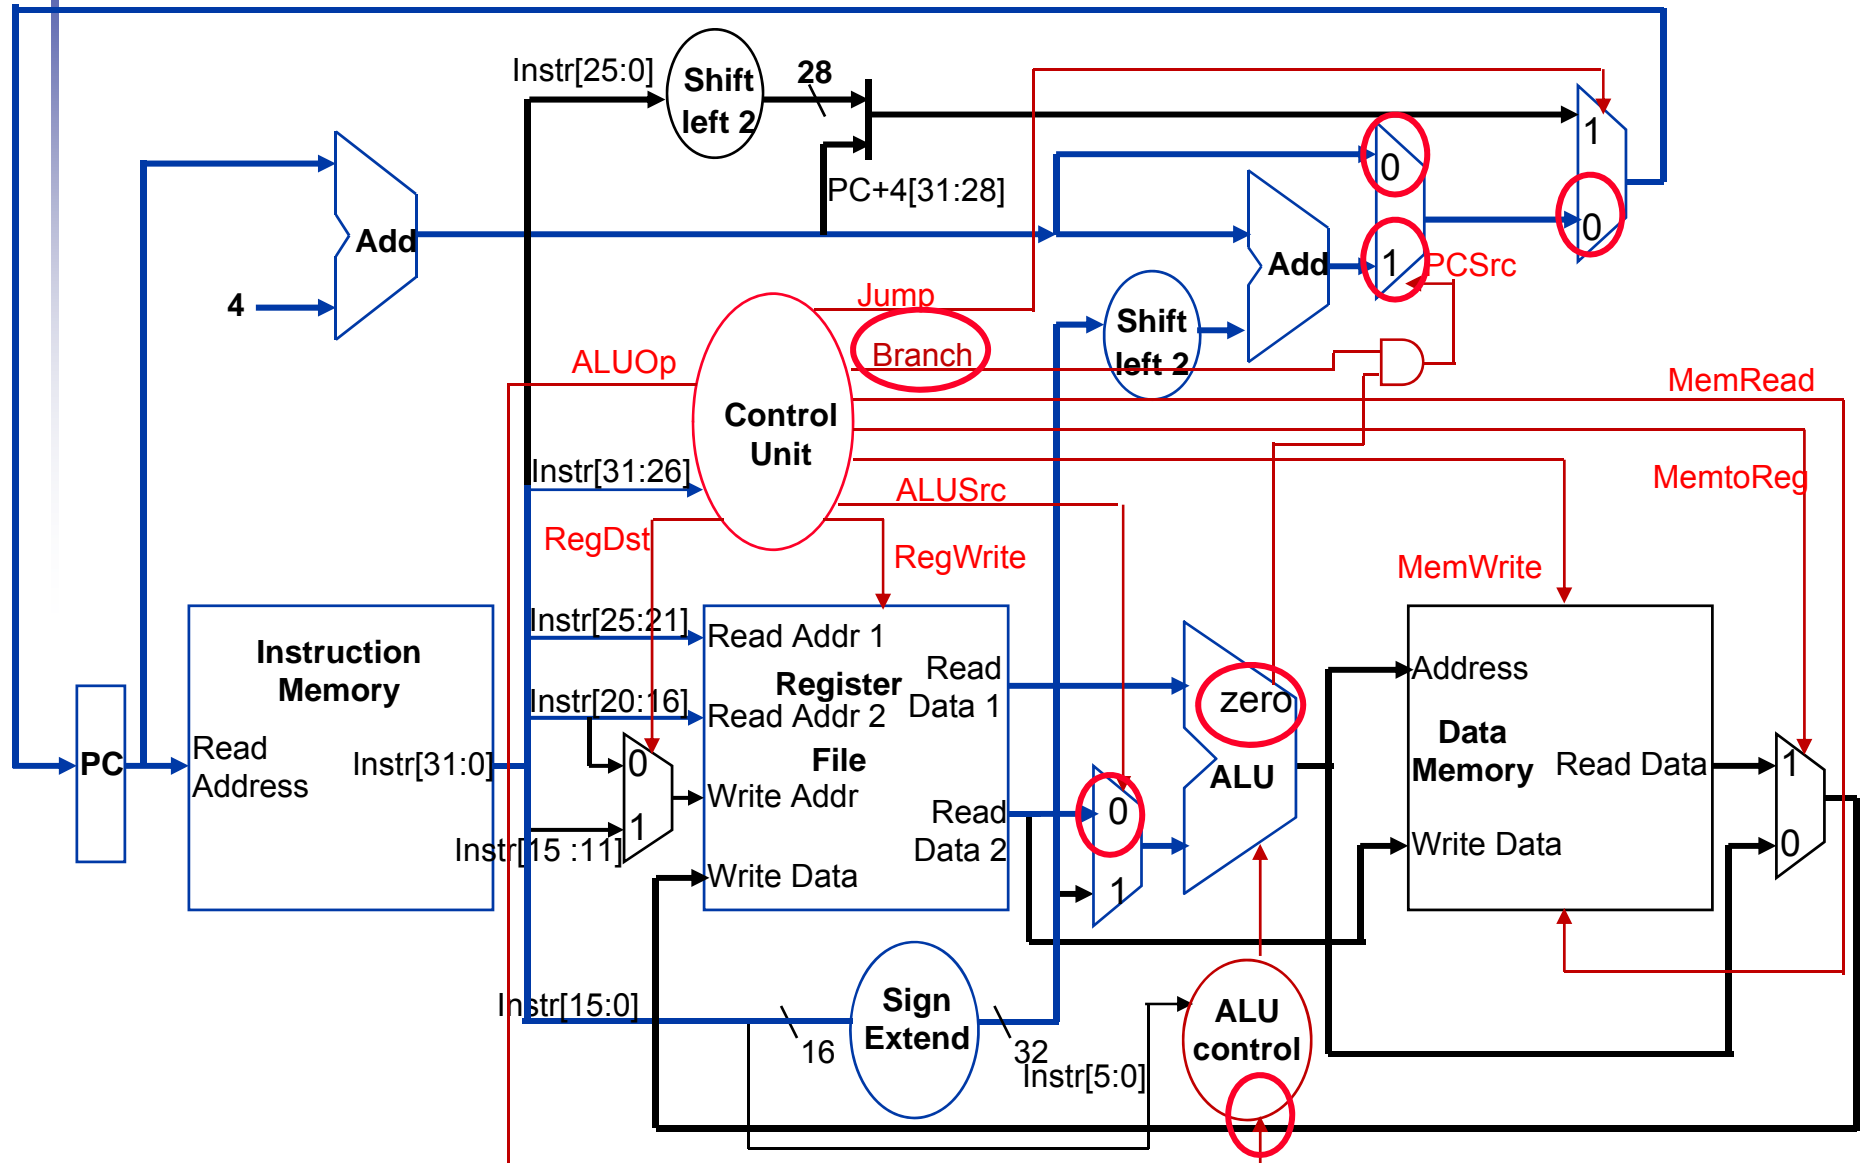 Instr[25:0]
Shift
left 2
28
1
0
PC+4[31:28]
Add
0
Add
1
PCSrc
4
Jump
Shift
left 2
Branch
ALUOp
MemRead
Control
Unit
Instr[31:26]
ALUSrc
MemtoReg
RegDst
RegWrite
MemWrite
Instruction
Memory
Instr[25:21]
Read Addr 1
Register
Read
Data 1
Instr[20:16]
Read Addr 2
zero
Address
Data
Memory
PC
Read
Address
Instr[31:0]
0
File
ALU
Read Data
1
Write Addr
0
1
Instr[15 :11]
Read
Data 2
Write Data
0
Write Data
1
Instr[15:0]
Sign
Extend
ALU
control
16
32
Instr[5:0]